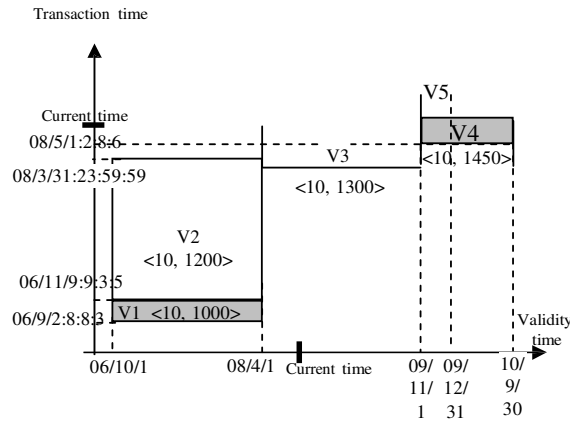 Transaction time
V5
Current time
V4
08/5/1:2:8:6
V3
<10, 1450>
08/3/31:23:59:59
<10, 1300>
V2
<10, 1200>
06/11/9:9:3:5
V1 <10, 1000>
06/9/2:8:8:3
Validity
time
06/10/1
08/4/1
Current time
09/
11/
1
09/
12/
31
10/
9/
30